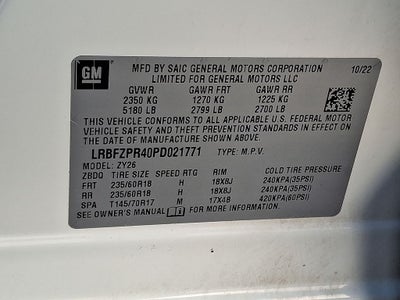 GM
MFD BY SAIC GENERAL MOTORS CORPORATION
LIMITED FOR GENERAL MOTORS LLC
10/22
GVWR GAWR FRT GAWR RR
2350 KG 1270 KG 1225 KG
5180 LB 2799 LB 2700 LB
THIS VEHICLE CONFORMS TO ALL APPLICABLE U.S. FEDERAL MOTOR
VEHICLE SAFETY AND THEFT PREVENTION STANDARDS IN EFFECT ON THE
DATE OF MANUFACTURE SHOWN ABOVE.
LRBFZPR40PD021771 TYPE: M.P.V.
ZBDQ ZY26
TIRE SIZE SPEED RTG RIM COLD TIRE PRESSURE
FRT 235/60R18 H 18X8J 240KPA(35PSI)
RR 235/60R18 H 18X8J 240KPA(35PSI)
SPA T145/70R17 M 17X4B 420KPA(60PSI)
SEE OWNER'S MANUAL FOR MORE INFORMATION.